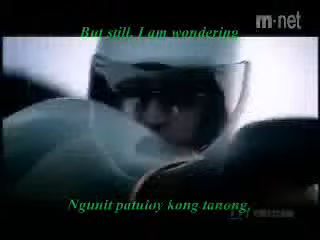 m·net
But still, I am wondering
Ngunit patuloy kong tanong,